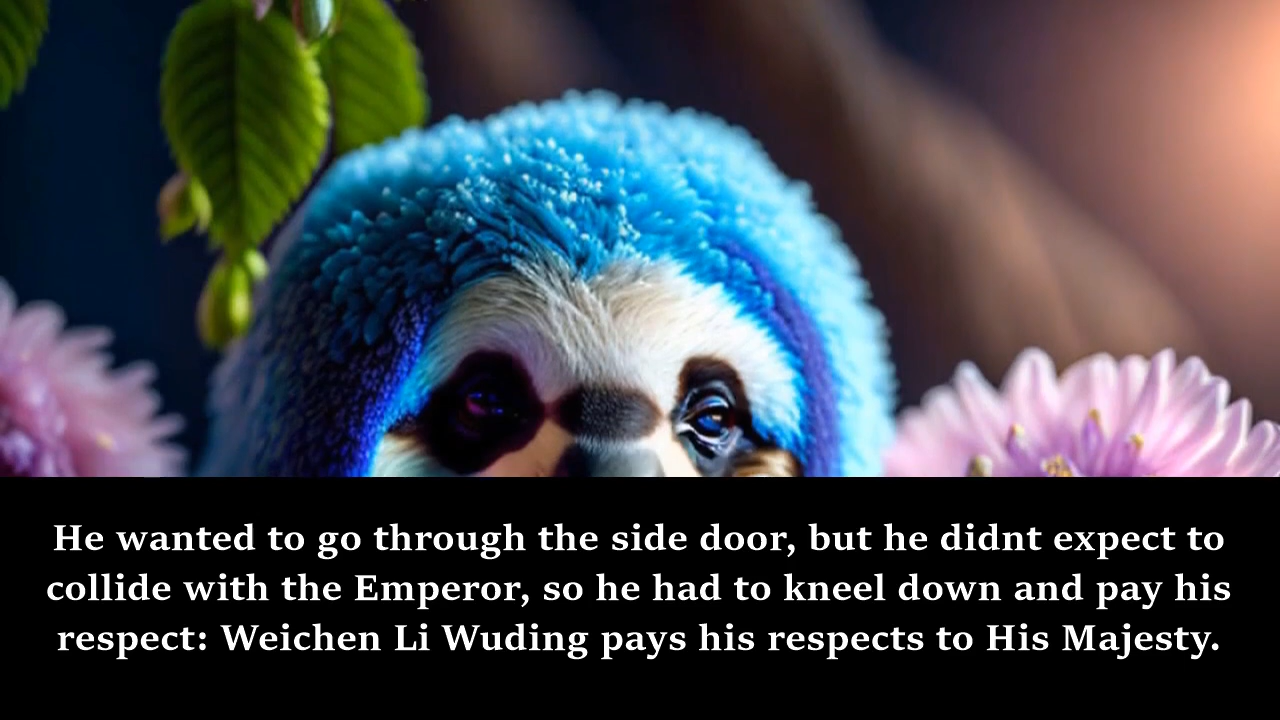 He wanted to go through the side door, but he didnt expect to
collide with the Emperor, so he had to kneel down and pay his
respect: Weichen Li Wuding pays his respects to His Majesty.